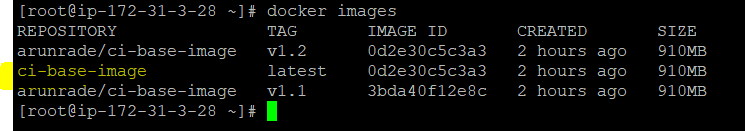 [root@ip-172-31-3-28 ~]# docker images
REPOSITORY TAG IMAGE ID CREATED SIZE
arunrade/ci-base-image v1.2 0d2e30c5c3a3 2 hours ago 910MB
ci-base-image latest 0d2e30c5c3a3 2 hours ago 910MB
arunrade/ci-base-image v1.1 3bda40f12e8c 2 hours ago 910MB
[root@ip-172-31-3-28 ~]#